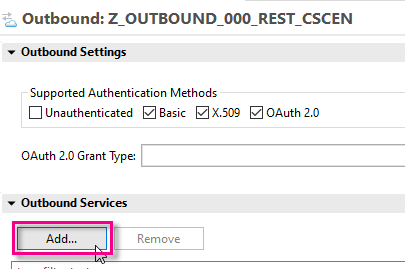 Outbound: Z_OUTBOUND_000_REST_CSCEN
Outbound Settings
Supported Authentication Methods
Unauthenticated Basic X.509 OAuth 2.0
OAuth 2.0 Grant Type:
Outbound Services
Add... Remove